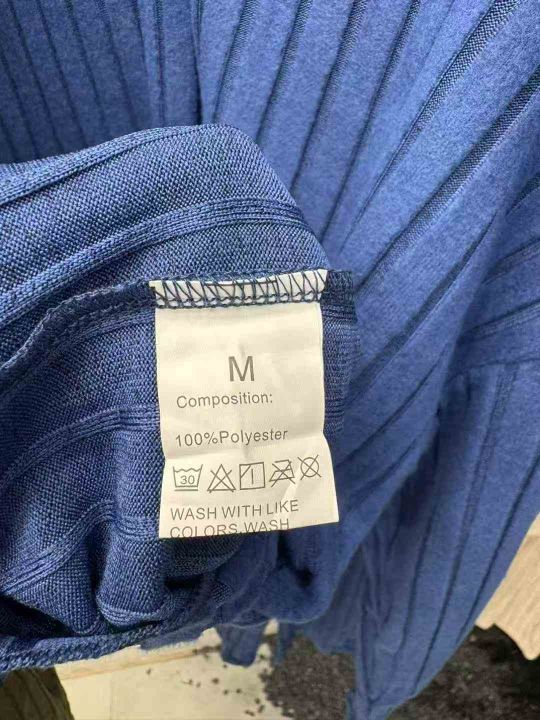 M
Composition:
100%Polyester
30
WASH WITH LIKE
COLORS,WASH